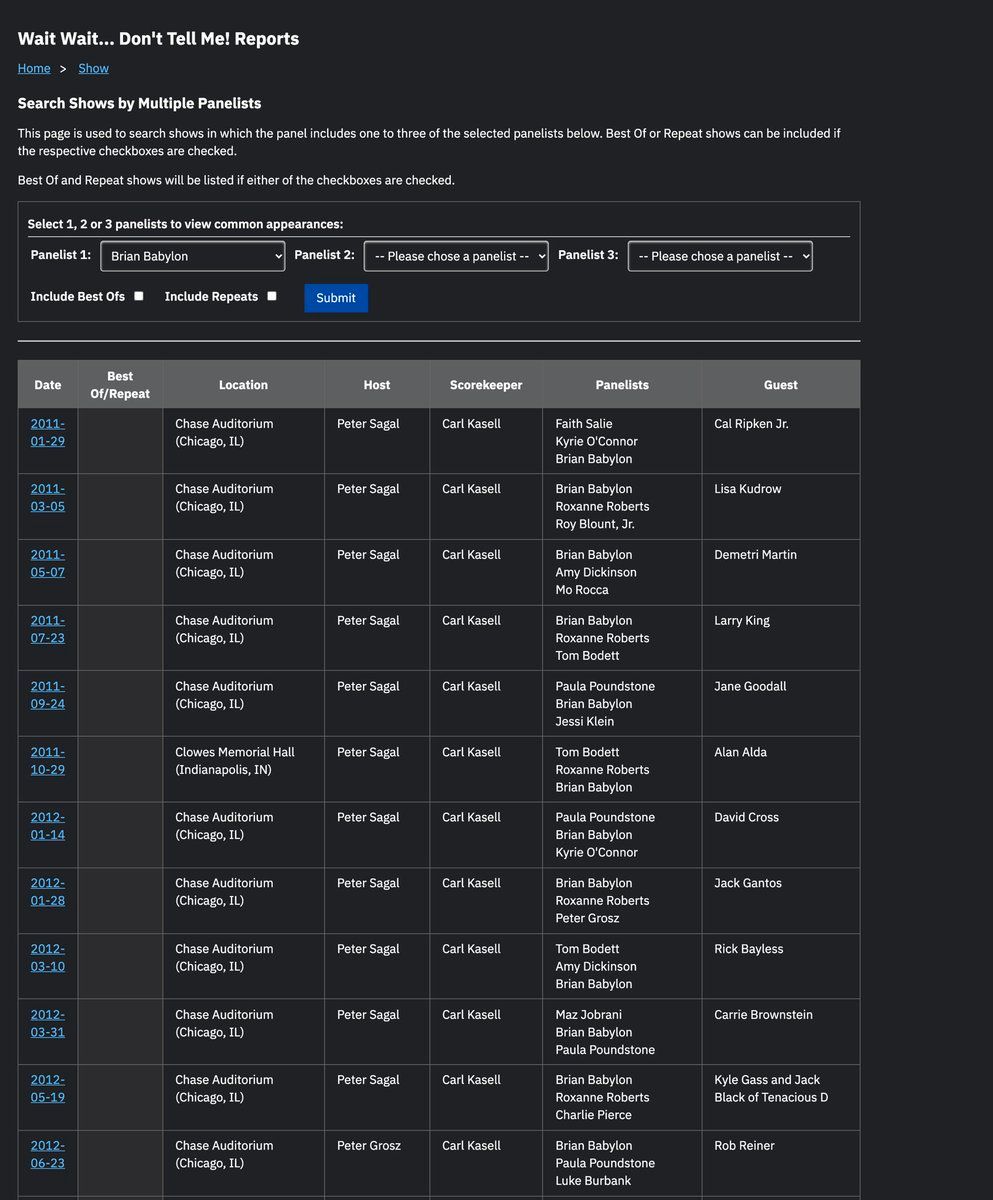 Wait Wait... Don't Tell Me! Reports
Home > Show
Search Shows by Multiple Panelists
This page is used to search shows in which the panel includes one to three of the selected panelists below. Best Of or Repeat shows can be included if
the respective checkboxes are checked.
Best Of and Repeat shows will be listed if either of the checkboxes are checked.
Select 1, 2 or 3 panelists to view common appearances:
Panelist 1: Brian Babylon Panelist 2: -- Please chose a panelist -- Panelist 3: -- Please chose a panelist --
Include Best Ofs Include Repeats Submit
Date Best Of/Repeat Location Host Scorekeeper Panelists Guest
2011- Chase Auditorium Peter Sagal Carl Kasell Faith Salie Cal Ripken Jr.
01-29 (Chicago, IL) Kyrie O'Connor
Brian Babylon
2011- Chase Auditorium Peter Sagal Carl Kasell Brian Babylon Lisa Kudrow
03-05 (Chicago, IL) Roxanne Roberts
Roy Blount, Jr.
2011- Chase Auditorium Peter Sagal Carl Kasell Brian Babylon Demetri Martin
05-07 (Chicago, IL) Amy Dickinson
Mo Rocca
2011- Chase Auditorium Peter Sagal Carl Kasell Brian Babylon Larry King
07-23 (Chicago, IL) Roxanne Roberts
Tom Bodett
2011- Chase Auditorium Peter Sagal Carl Kasell Paula Poundstone Jane Goodall
09-24 (Chicago, IL) Brian Babylon
Jessi Klein
2011- Clowes Memorial Hall Peter Sagal Carl Kasell Tom Bodett Alan Alda
10-29 (Indianapolis, IN) Roxanne Roberts
Brian Babylon
2012- Chase Auditorium Peter Sagal Carl Kasell Paula Poundstone David Cross
01-14 (Chicago, IL) Brian Babylon
Kyrie O'Connor
2012- Chase Auditorium Peter Sagal Carl Kasell Brian Babylon Jack Gantos
01-28 (Chicago, IL) Roxanne Roberts
Peter Grosz
2012- Chase Auditorium Peter Sagal Carl Kasell Tom Bodett Rick Bayless
03-10 (Chicago, IL) Amy Dickinson
Brian Babylon
2012- Chase Auditorium Peter Sagal Carl Kasell Maz Jobrani Carrie Brownstein
03-31 (Chicago, IL) Brian Babylon
Paula Poundstone
2012- Chase Auditorium Peter Sagal Carl Kasell Brian Babylon Kyle Gass and Jack
05-19 (Chicago, IL) Roxanne Roberts Black of Tenacious D
Charlie Pierce
2012- Chase Auditorium Peter Grosz Carl Kasell Brian Babylon Rob Reiner
06-23 (Chicago, IL) Paula Poundstone
Luke Burbank